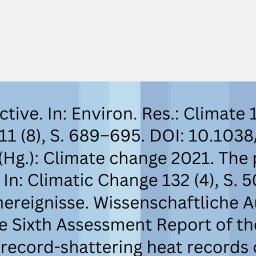 ctive. In: Environ. Res.: Climate 1
11 (8), S. 689–695. DOI: 10.1038/
(Hg.): Climate change 2021. The p
In: Climatic Change 132 (4), S. 50
ereignisse. Wissenschaftliche A
e Sixth Assessment Report of the
record-shattering heat records o